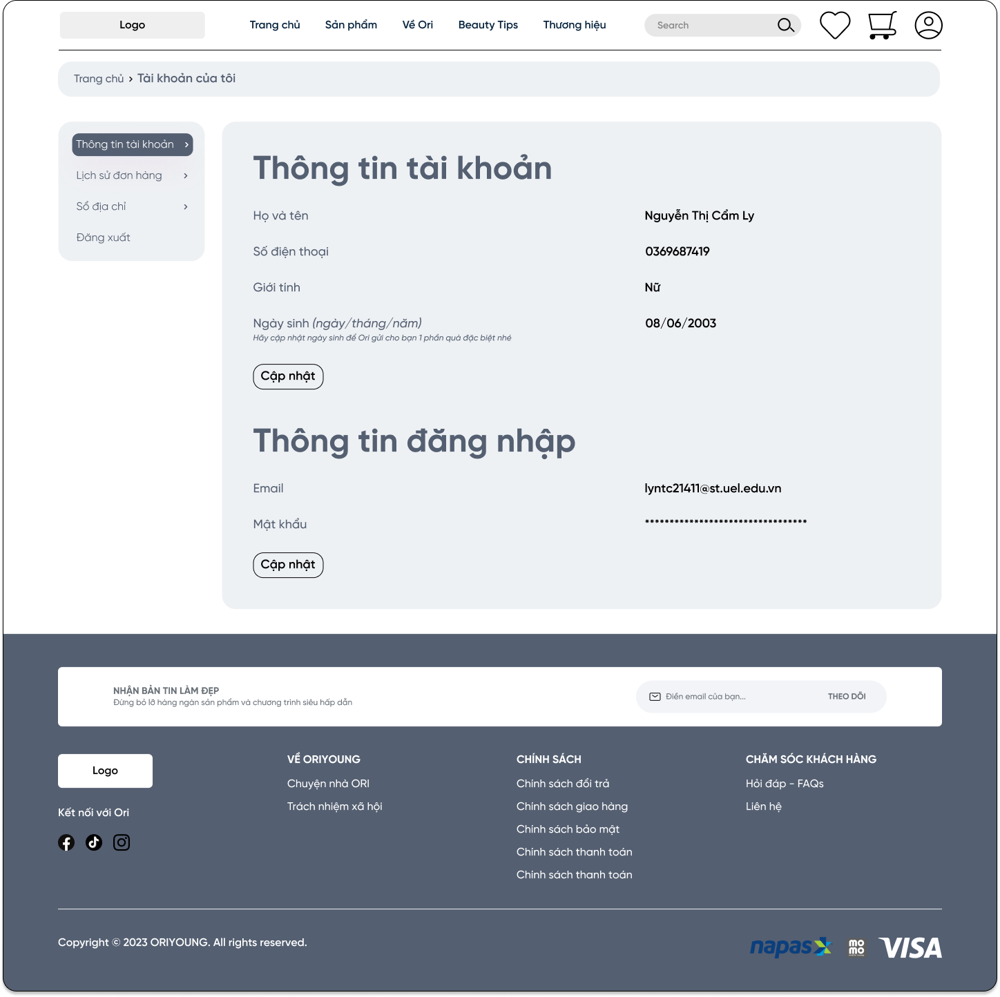 Logo
Trang chủ
Sản phẩm
Về Ori
Beauty Tips
Thương hiệu
Search
Trang chủ › Tài khoản của tôi
Thông tin tài khoản ›
Lịch sử đơn hàng ›
Sổ địa chỉ ›
Đăng xuất
Thông tin tài khoản
Họ và tên
Nguyễn Thị Cẩm Ly
Số điện thoại
0369687419
Giới tính
Nữ
Ngày sinh (ngày/tháng/năm)
08/06/2003
Hãy cập nhật ngày sinh để Ori gửi cho bạn 1 phần quà đặc biệt nhé
Cập nhật
Thông tin đăng nhập
Email
lyntc21411@st.uel.edu.vn
Mật khẩu
*********************************
Cập nhật
NHẬN BẢN TIN LÀM ĐẸP
Đừng bỏ lỡ hàng ngàn sản phẩm và chương trình siêu hấp dẫn
Điền email của bạn...
THEO DÕI
Logo
Kết nối với Ori
VỀ ORIYOUNG
Chuyện nhà ORI
Trách nhiệm xã hội
CHÍNH SÁCH
Chính sách đổi trả
Chính sách giao hàng
Chính sách bảo mật
Chính sách thanh toán
Chính sách thanh toán
CHĂM SÓC KHÁCH HÀNG
Hỏi đáp - FAQs
Liên hệ
Copyright © 2023 ORIYOUNG. All rights reserved.
napas
mo
mo
VISA